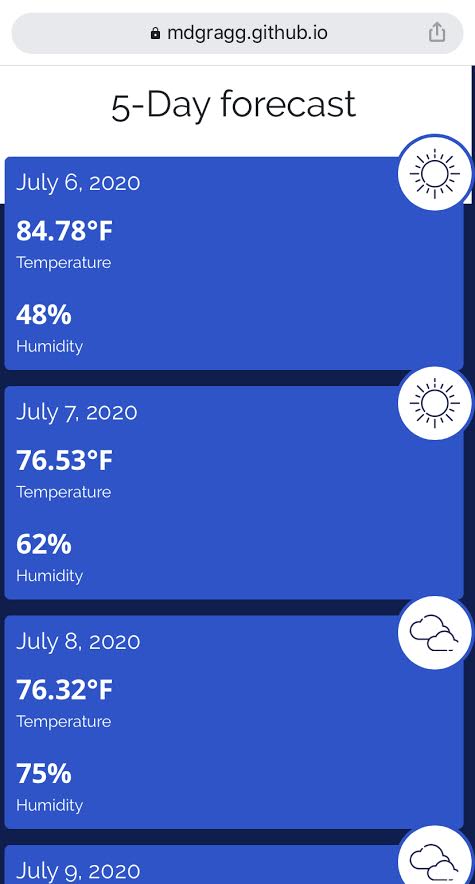 mdgragg.github.io
5-Day forecast
July 6, 2020
84.78°F
Temperature
48%
Humidity
July 7, 2020
76.53°F
Temperature
62%
Humidity
July 8, 2020
76.32°F
Temperature
75%
Humidity
July 9, 2020